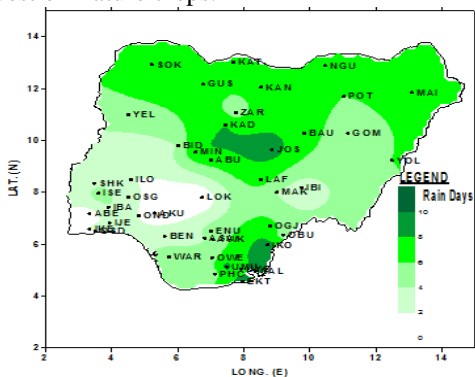 14
12
10
8
6
4
2
LAT.(N)
2
4
6
8
10
12
14
LONG. (E)
SOK
KAT
NGU
GUS
KAN
MAI
POT
YEL
ZAR
KAD
BAU
GOM
BID
MIN
JOS
ABU
YOL
SHK
ILO
LAF
IBI
ISE
OSG
LOK
MAK
IBA
ABE
IJE
OND
AKU
OGJ
ENU
OBU
BEN
IKO
WAR
OWE
PHC
EKT
LEGEND
Rain Days
10
8
6
4
2
0